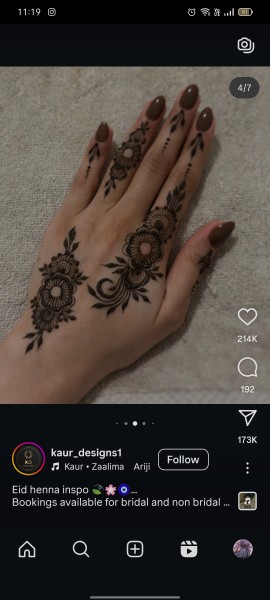 11:19
4/7
214K
192
173K
kaur_designs1
Kaur • Zaalima Ariji
Follow
Eid henna inspo 🍃🌸🧿...
Bookings available for bridal and non bridal ...